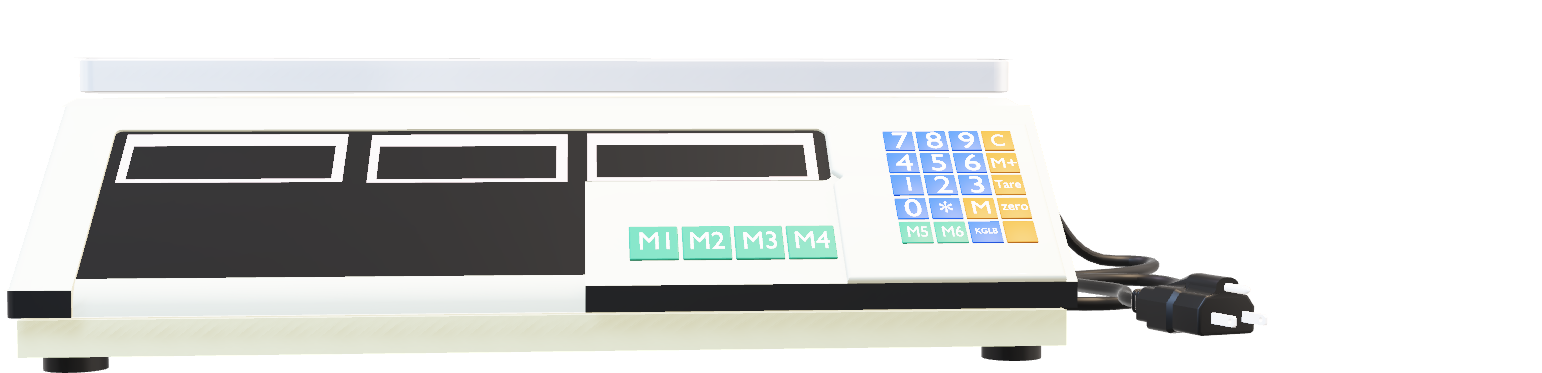 7 8 9 C
4 5 6 M+
1 2 3 Tare
0 * M zero
M1 M2 M3 M4
M5 M6 KGLB